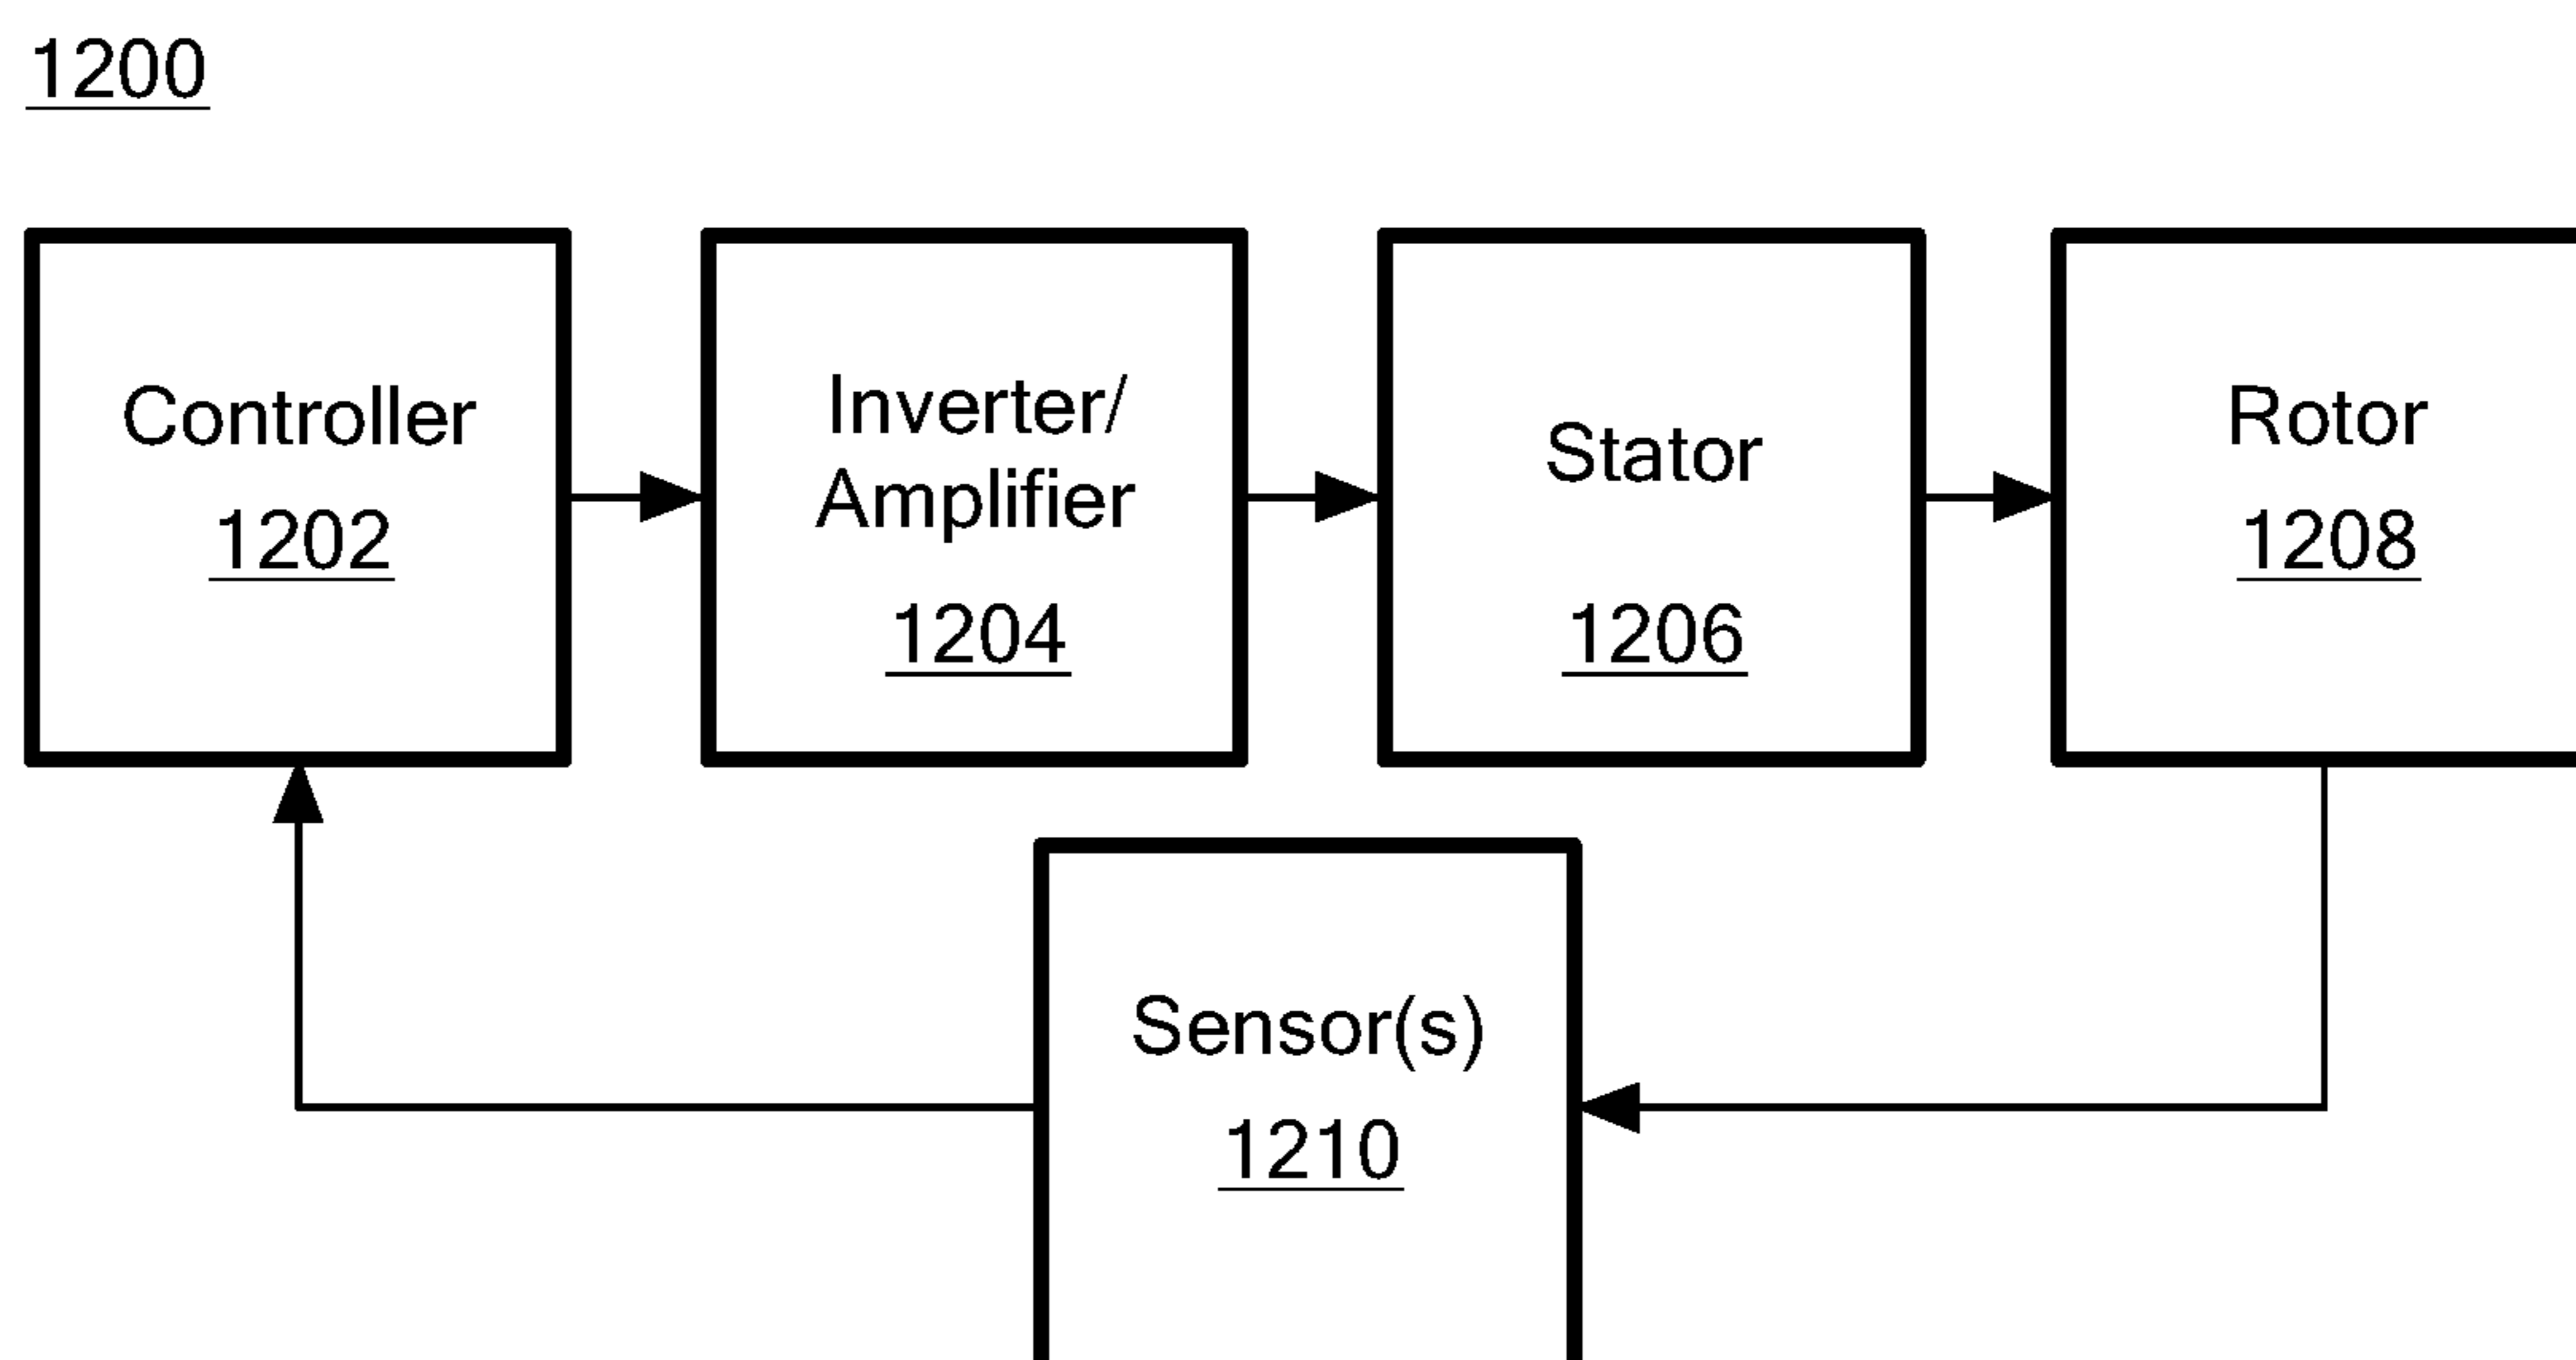 1200
Controller
1202
Inverter/
Amplifier
1204
Stator
1206
Rotor
1208
Sensor(s)
1210